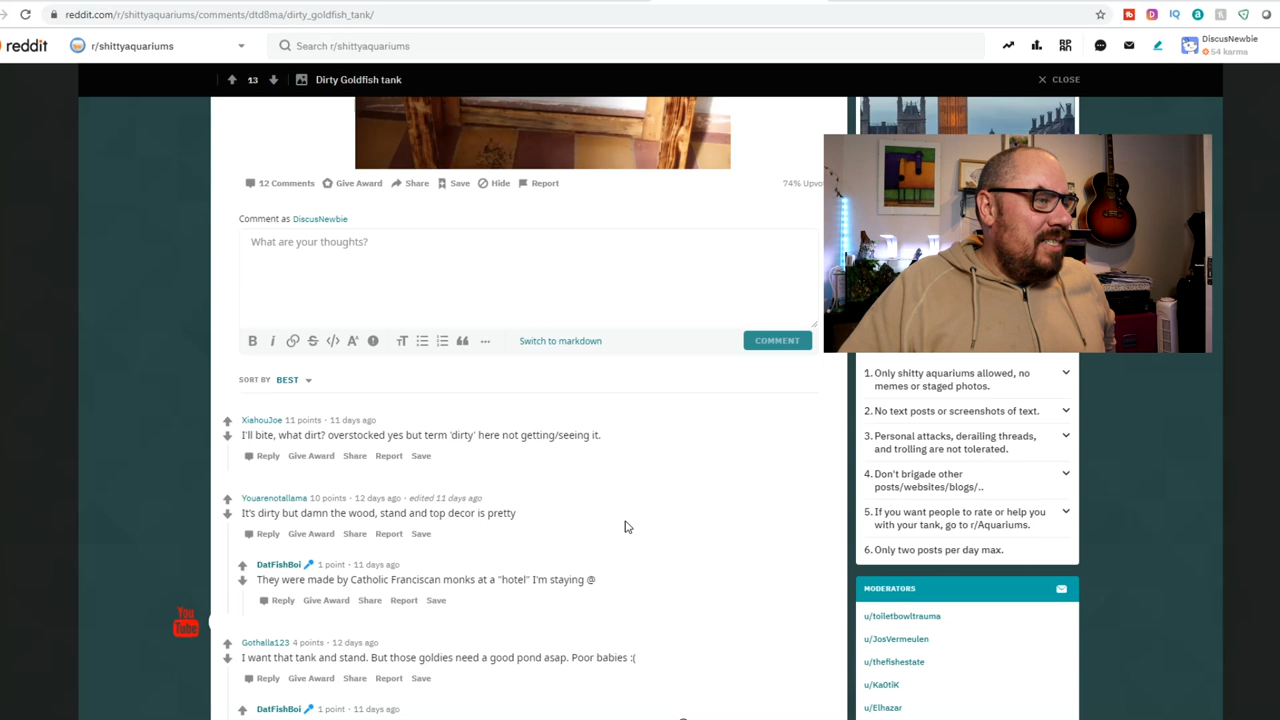 reddit.com/r/shittyaquariums/comments/dtd8ma/dirty_goldfish_tank/
reddit
r/shittyaquariums
Search r/shittyaquariums
DiscusNewbie
54 karma
13
Dirty Goldfish tank
CLOSE
12 Comments
Give Award
Share
Save
Hide
Report
74% Upvo
Comment as DiscusNewbie
What are your thoughts?
Switch to markdown
COMMENT
SORT BY BEST
XiahouJoe 11 points · 11 days ago
I'll bite, what dirt? overstocked yes but term 'dirty' here not getting/seeing it.
Reply Give Award Share Report Save
Youarenotallama 10 points · 12 days ago · edited 11 days ago
It's dirty but damn the wood, stand and top decor is pretty
Reply Give Award Share Report Save
DatFishBoi 1 point · 11 days ago
They were made by Catholic Franciscan monks at a "hotel" I'm staying @
Reply Give Award Share Report Save
Gothalla123 4 points · 12 days ago
I want that tank and stand. But those goldies need a good pond asap. Poor babies :(
Reply Give Award Share Report Save
DatFishBoi 1 point · 11 days ago
You
Tube
1. Only shitty aquariums allowed, no
memes or staged photos.
2. No text posts or screenshots of text.
3. Personal attacks, derailing threads,
and trolling are not tolerated.
4. Don't brigade other
posts/websites/blogs/..
5. If you want people to rate or help you
with your tank, go to r/Aquariums.
6. Only two posts per day max.
MODERATORS
u/toiletbowltrauma
u/JosVermeulen
u/thefishestate
u/Ka0tiK
u/Elhazar